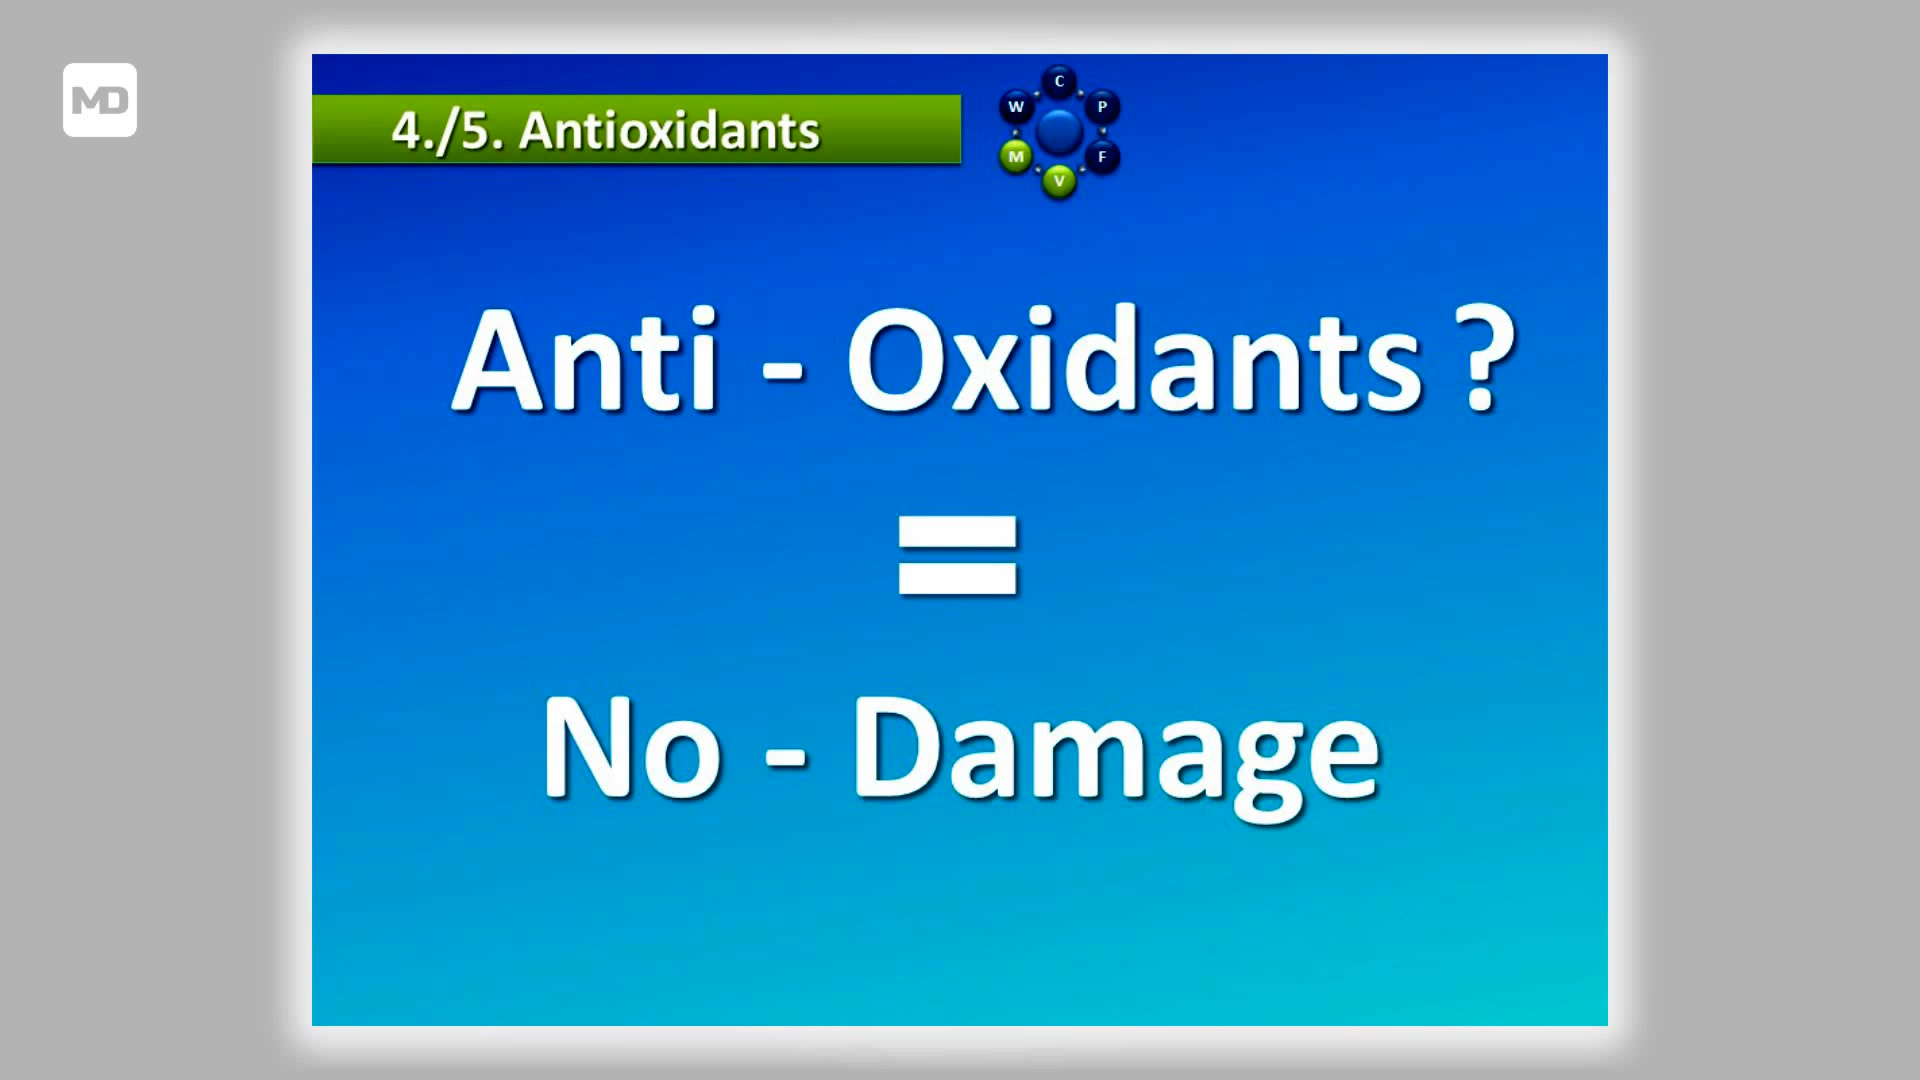 MD
4./5. Antioxidants
C
W
P
M
F
V
Anti - Oxidants ?
=
No - Damage